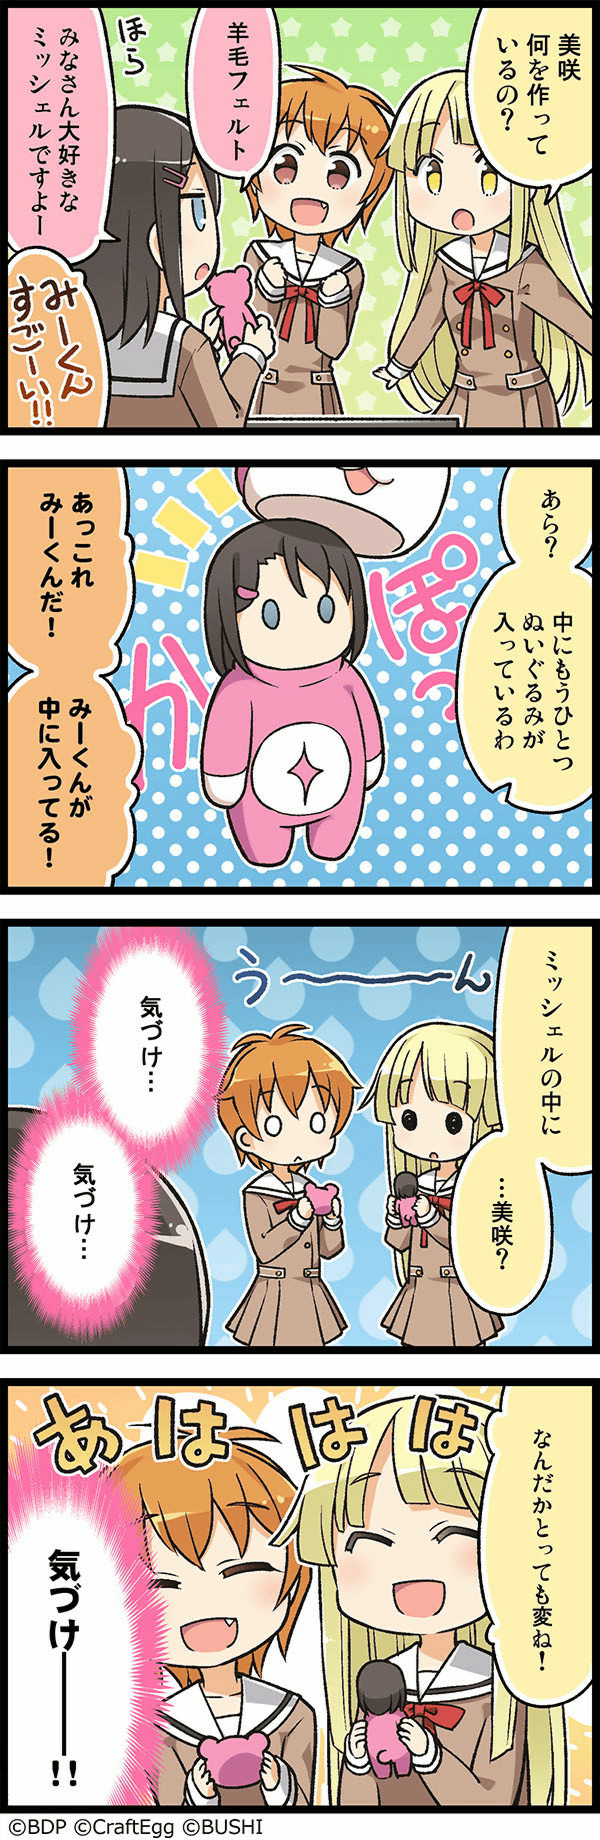 美咲
何を作って
いるの？
羊毛フェルト
ほら
みなさん大好きな
ミッシェルですよー
みーくん
すごーい!!
あら？
中にもうひとつ
ぬいぐるみが
入っているわ
ぽっ
かっ
あっこれ
みーくんだ！
みーくんが
中に入ってる！
ミッシェルの中に
…美咲？
う〜〜〜ん
気づけ…
気づけ…
なんだかとっても変ね！
あははは
気づけ――!!
©BDP ©CraftEgg ©BUSHI